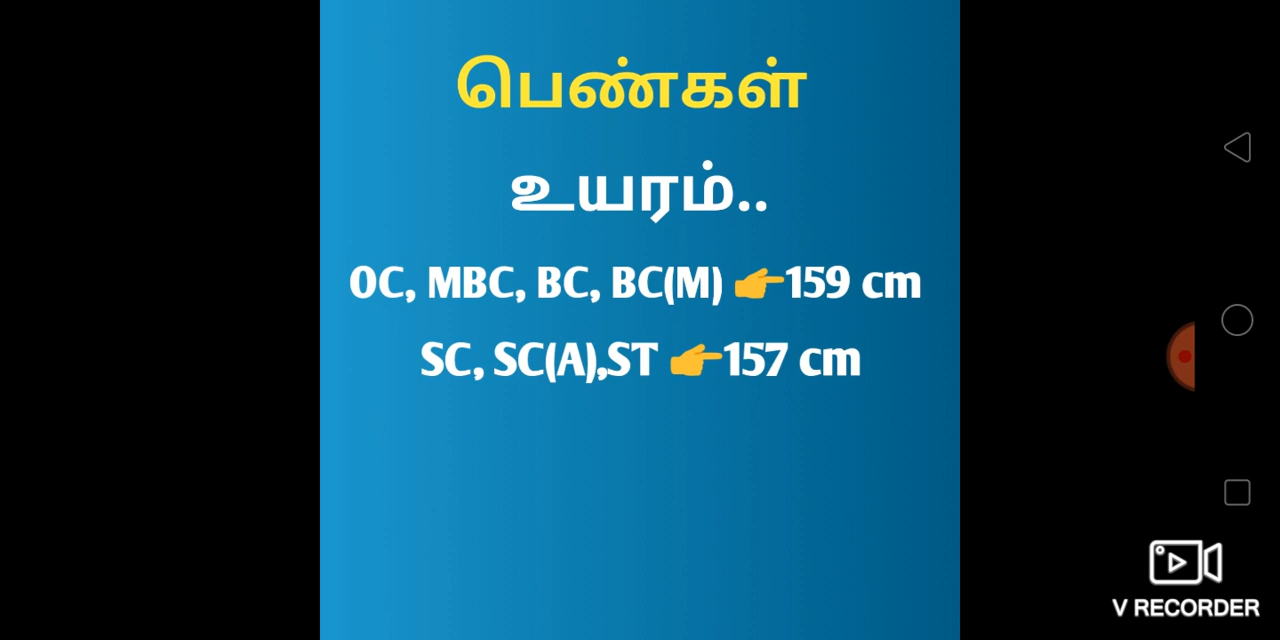 பெண்கள்
உயரம்..
OC, MBC, BC, BC(M) 👉159 cm
SC, SC(A),ST 👉157 cm
V RECORDER